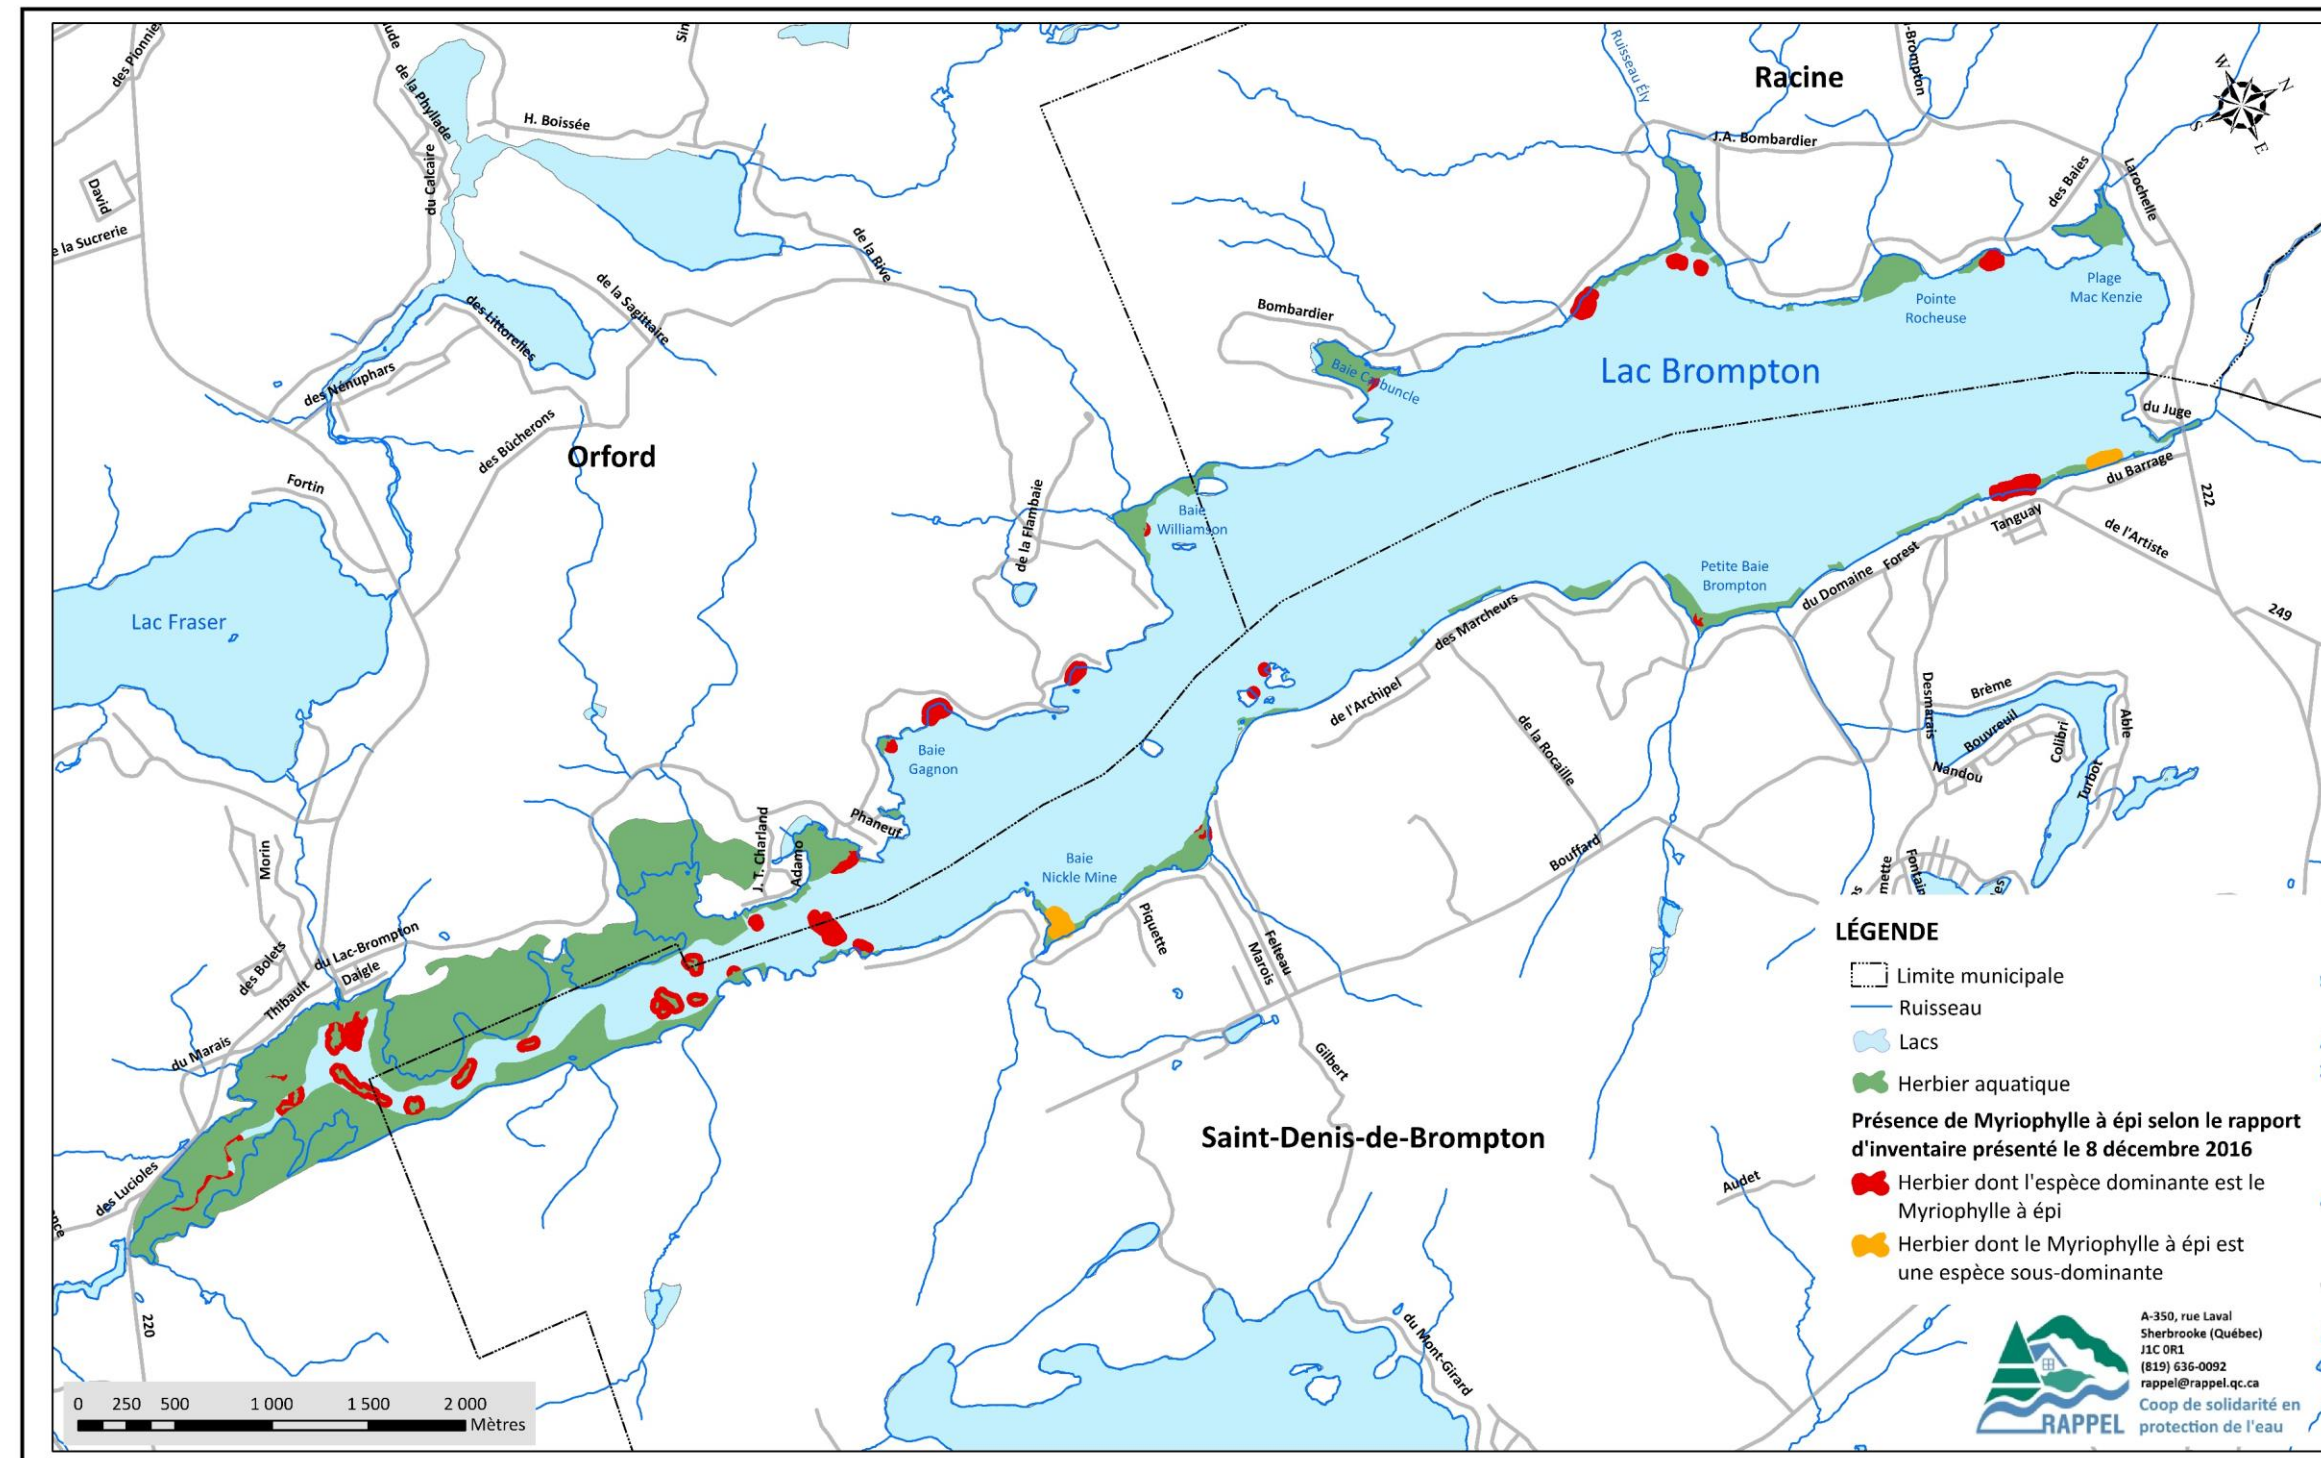 des Pionnie
ude
de la Phyllade
Sin
H. Boissée
du Calcaire
David
e la Sucrerie
de la Rive
de la Sagittaire
des Littorelles
des Nénuphars
des Bûcherons
Orford
Fortin
Lac Fraser
de la Flambaie
Ruisseau Ély
Racine
-Brompton
J.A. Bombardier
des Baies
Larochelle
W
N
S
E
Bombardier
Baie Carbuncle
Pointe
Rocheuse
Plage
Mac Kenzie
Lac Brompton
du Juge
du Barrage
222
Baie
Williamson
Tanguay
de l'Artiste
249
Petite Baie
Brompton
du Domaine
Forest
des Marcheurs
de l'Archipel
de la Rocaille
Desmarais
Brème
Bouvreuil
Colibri
Able
Nandou
Turbot
Baie
Gagnon
Phaneuf
J. T. Charland
Adamo
Baie
Nickle Mine
Bouffard
mette
Fontain
es
Morin
des Bolets
du Lac-Brompton
Daigle
Thibault
du Marais
des Lucioles
nce
220
Piquette
Felteau
Marois
Gilbert
Saint-Denis-de-Brompton
Audet
du Mont-Girard
LÉGENDE
Limite municipale
Ruisseau
Lacs
Herbier aquatique
Présence de Myriophylle à épi selon le rapport
d'inventaire présenté le 8 décembre 2016
Herbier dont l'espèce dominante est le
Myriophylle à épi
Herbier dont le Myriophylle à épi est
une espèce sous-dominante
0 250 500 1 000 1 500 2 000
Mètres
A-350, rue Laval
Sherbrooke (Québec)
J1C 0R1
(819) 636-0092
rappel@rappel.qc.ca
Coop de solidarité en
protection de l'eau
RAPPEL